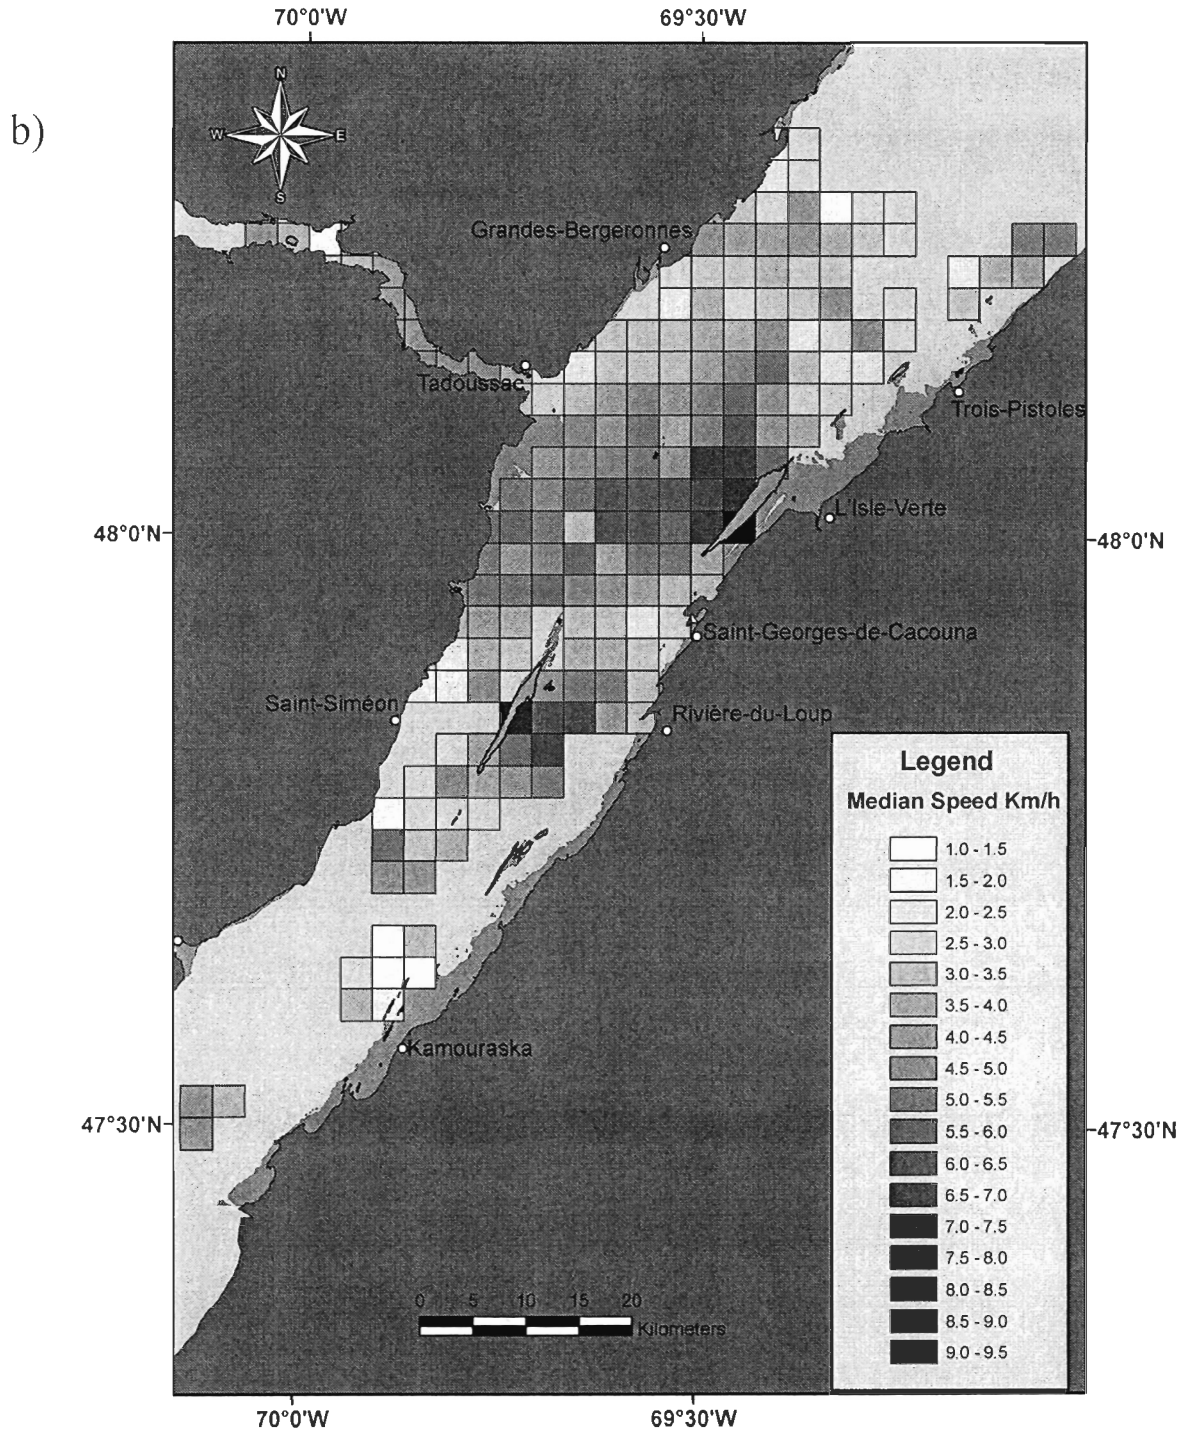 70°0'W 69°30'W
b)
N
W E
S
Grandes-Bergeronnes
Tadoussac
Trois-Pistoles
L'Isle-Verte
48°0'N 48°0'N
Saint-Georges-de-Cacouna
Saint-Siméon
Rivière-du-Loup
Legend
Median Speed Km/h
1.0 - 1.5
1.5 - 2.0
2.0 - 2.5
2.5 - 3.0
3.0 - 3.5
3.5 - 4.0
4.0 - 4.5
4.5 - 5.0
5.0 - 5.5
5.5 - 6.0
6.0 - 6.5
6.5 - 7.0
7.0 - 7.5
7.5 - 8.0
8.0 - 8.5
8.5 - 9.0
9.0 - 9.5
Kamouraska
47°30'N 47°30'N
0 5 10 15 20
Kilometers
70°0'W 69°30'W